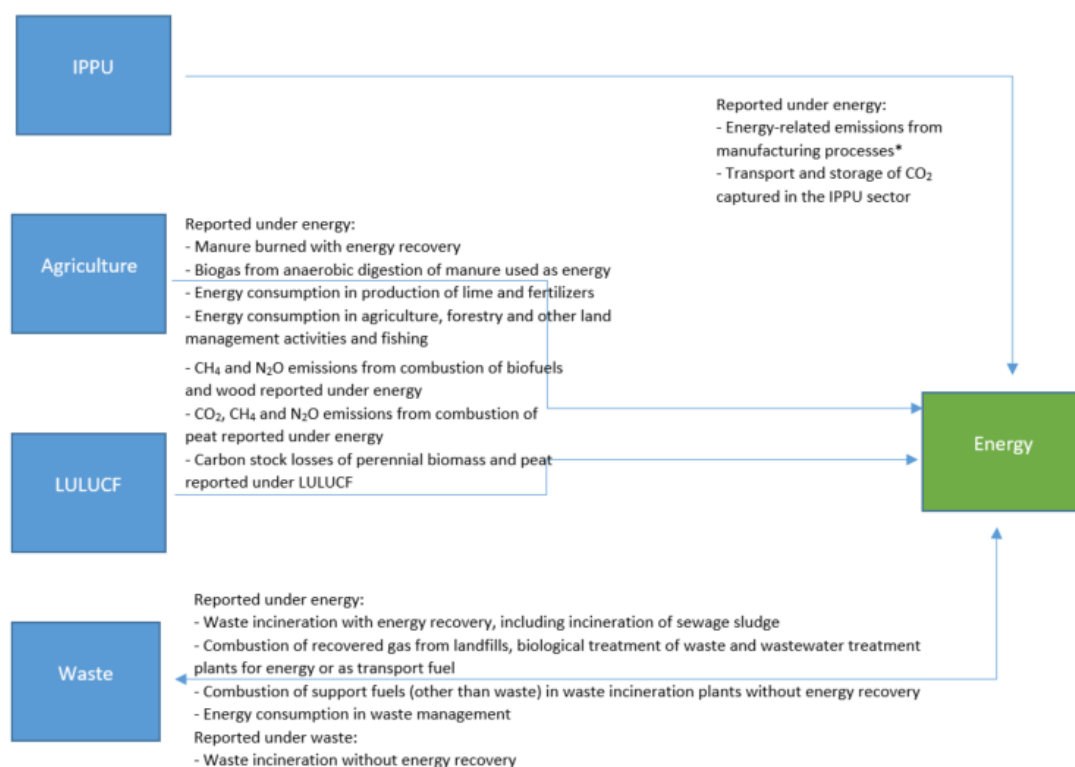 IPPU
Reported under energy:
- Energy-related emissions from
manufacturing processes*
- Transport and storage of CO₂
captured in the IPPU sector
Agriculture
Reported under energy:
- Manure burned with energy recovery
- Biogas from anaerobic digestion of manure used as energy
- Energy consumption in production of lime and fertilizers
- Energy consumption in agriculture, forestry and other land
management activities and fishing
- CH₄ and N₂O emissions from combustion of biofuels
and wood reported under energy
- CO₂, CH₄ and N₂O emissions from combustion of
peat reported under energy
- Carbon stock losses of perennial biomass and peat
reported under LULUCF
LULUCF
Energy
Waste
Reported under energy:
- Waste incineration with energy recovery, including incineration of sewage sludge
- Combustion of recovered gas from landfills, biological treatment of waste and wastewater treatment
plants for energy or as transport fuel
- Combustion of support fuels (other than waste) in waste incineration plants without energy recovery
- Energy consumption in waste management
Reported under waste:
- Waste incineration without energy recovery